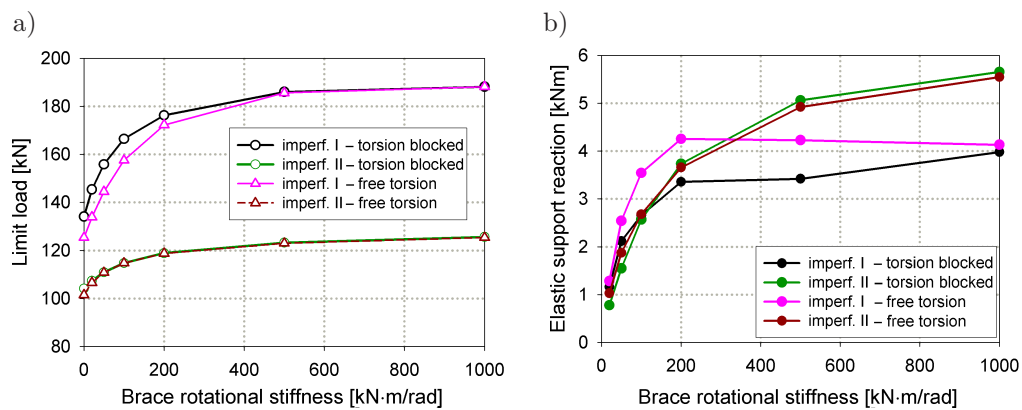 a)
200
180
160
140
120
100
80
Limit load [kN]
imperf. I – torsion blocked
imperf. II – torsion blocked
imperf. I – free torsion
imperf. II – free torsion
0 200 400 600 800 1000
Brace rotational stiffness [kN·m/rad]
b)
6
5
4
3
2
1
0
Elastic support reaction [kNm]
imperf. I – torsion blocked
imperf. II – torsion blocked
imperf. I – free torsion
imperf. II – free torsion
0 200 400 600 800 1000
Brace rotational stiffness [kN·m/rad]